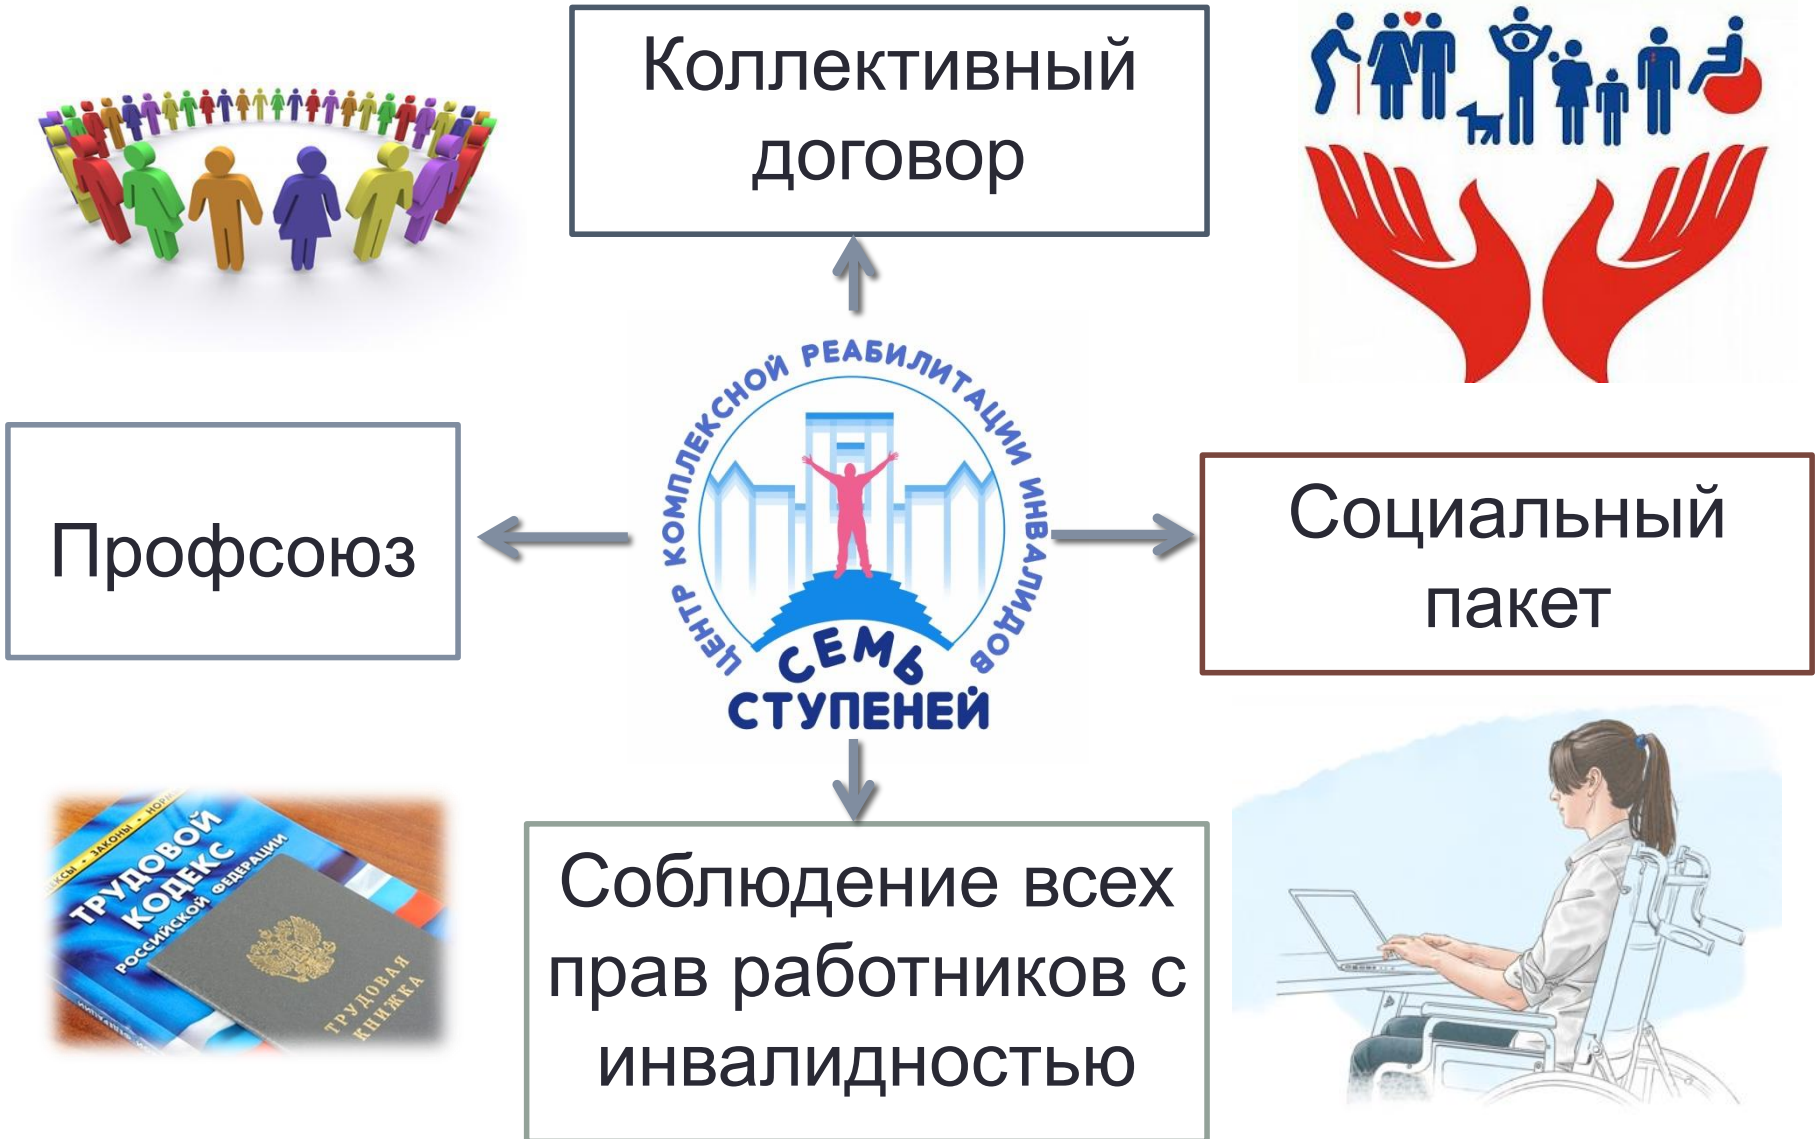 Коллективный
договор
ЦЕНТР КОМПЛЕКСНОЙ РЕАБИЛИТАЦИИ ИНВАЛИДОВ
СЕМЬ
СТУПЕНЕЙ
Профсоюз
Социальный
пакет
ЗАКОНЫ •
ТРУДОВОЙ
КОДЕКС
РОССИЙСКОЙ ФЕДЕРАЦИИ
ТРУДОВАЯ
КНИЖКА
Соблюдение всех
прав работников с
инвалидностью